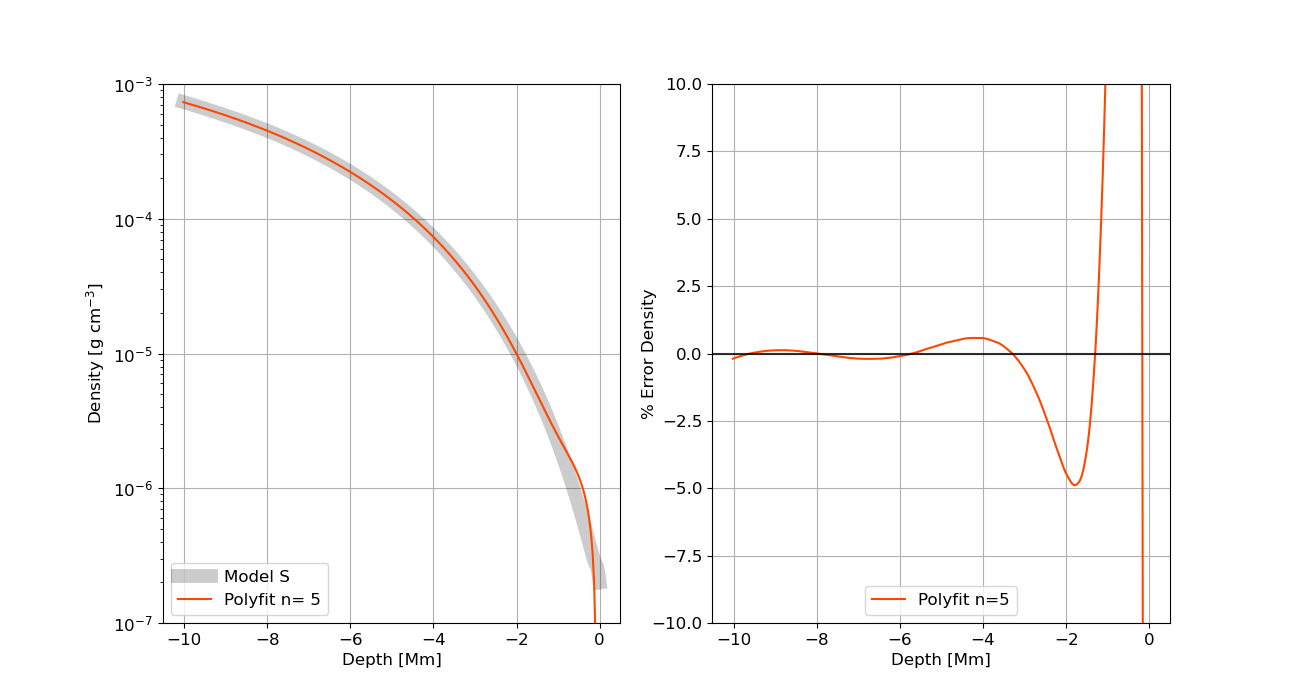 10⁻³
10⁻⁴
10⁻⁵
10⁻⁶
10⁻⁷
Density [g cm⁻³]
Model S
Polyfit n= 5
−10 −8 −6 −4 −2 0
Depth [Mm]
10.0
7.5
5.0
2.5
0.0
−2.5
−5.0
−7.5
−10.0
% Error Density
Polyfit n=5
−10 −8 −6 −4 −2 0
Depth [Mm]